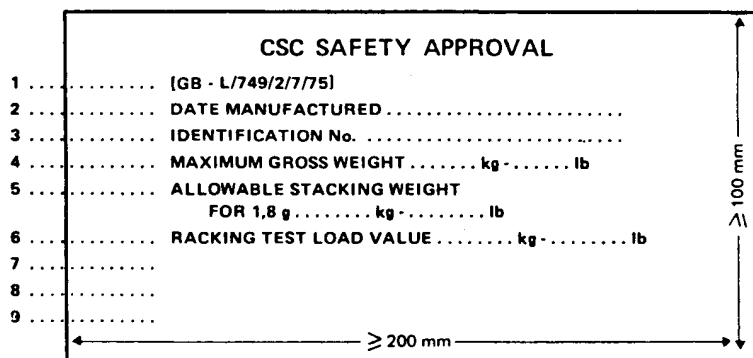 CSC SAFETY APPROVAL
1 ............. [GB - L/749/2/7/75]
2 ............. DATE MANUFACTURED ..........................
3 ............. IDENTIFICATION No. .............................
4 ............. MAXIMUM GROSS WEIGHT ....... kg-...... lb
5 ............. ALLOWABLE STACKING WEIGHT
FOR 1,8 g ........ kg-........ lb
6 ............. RACKING TEST LOAD VALUE ........ kg-........ lb
7 .............
8 .............
9 .............
≥ 100 mm
≥ 200 mm